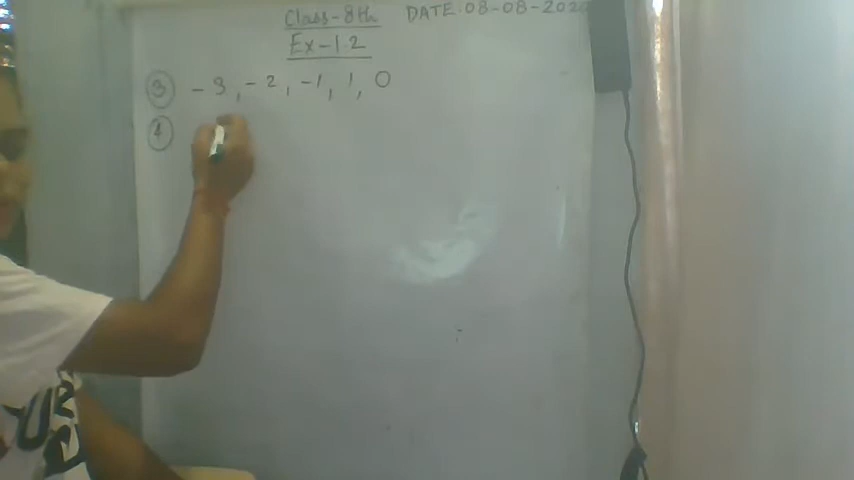 Class-8th DATE.08-08-2020
Ex-1.2
3 -3, -2, -1, 1, 0
4